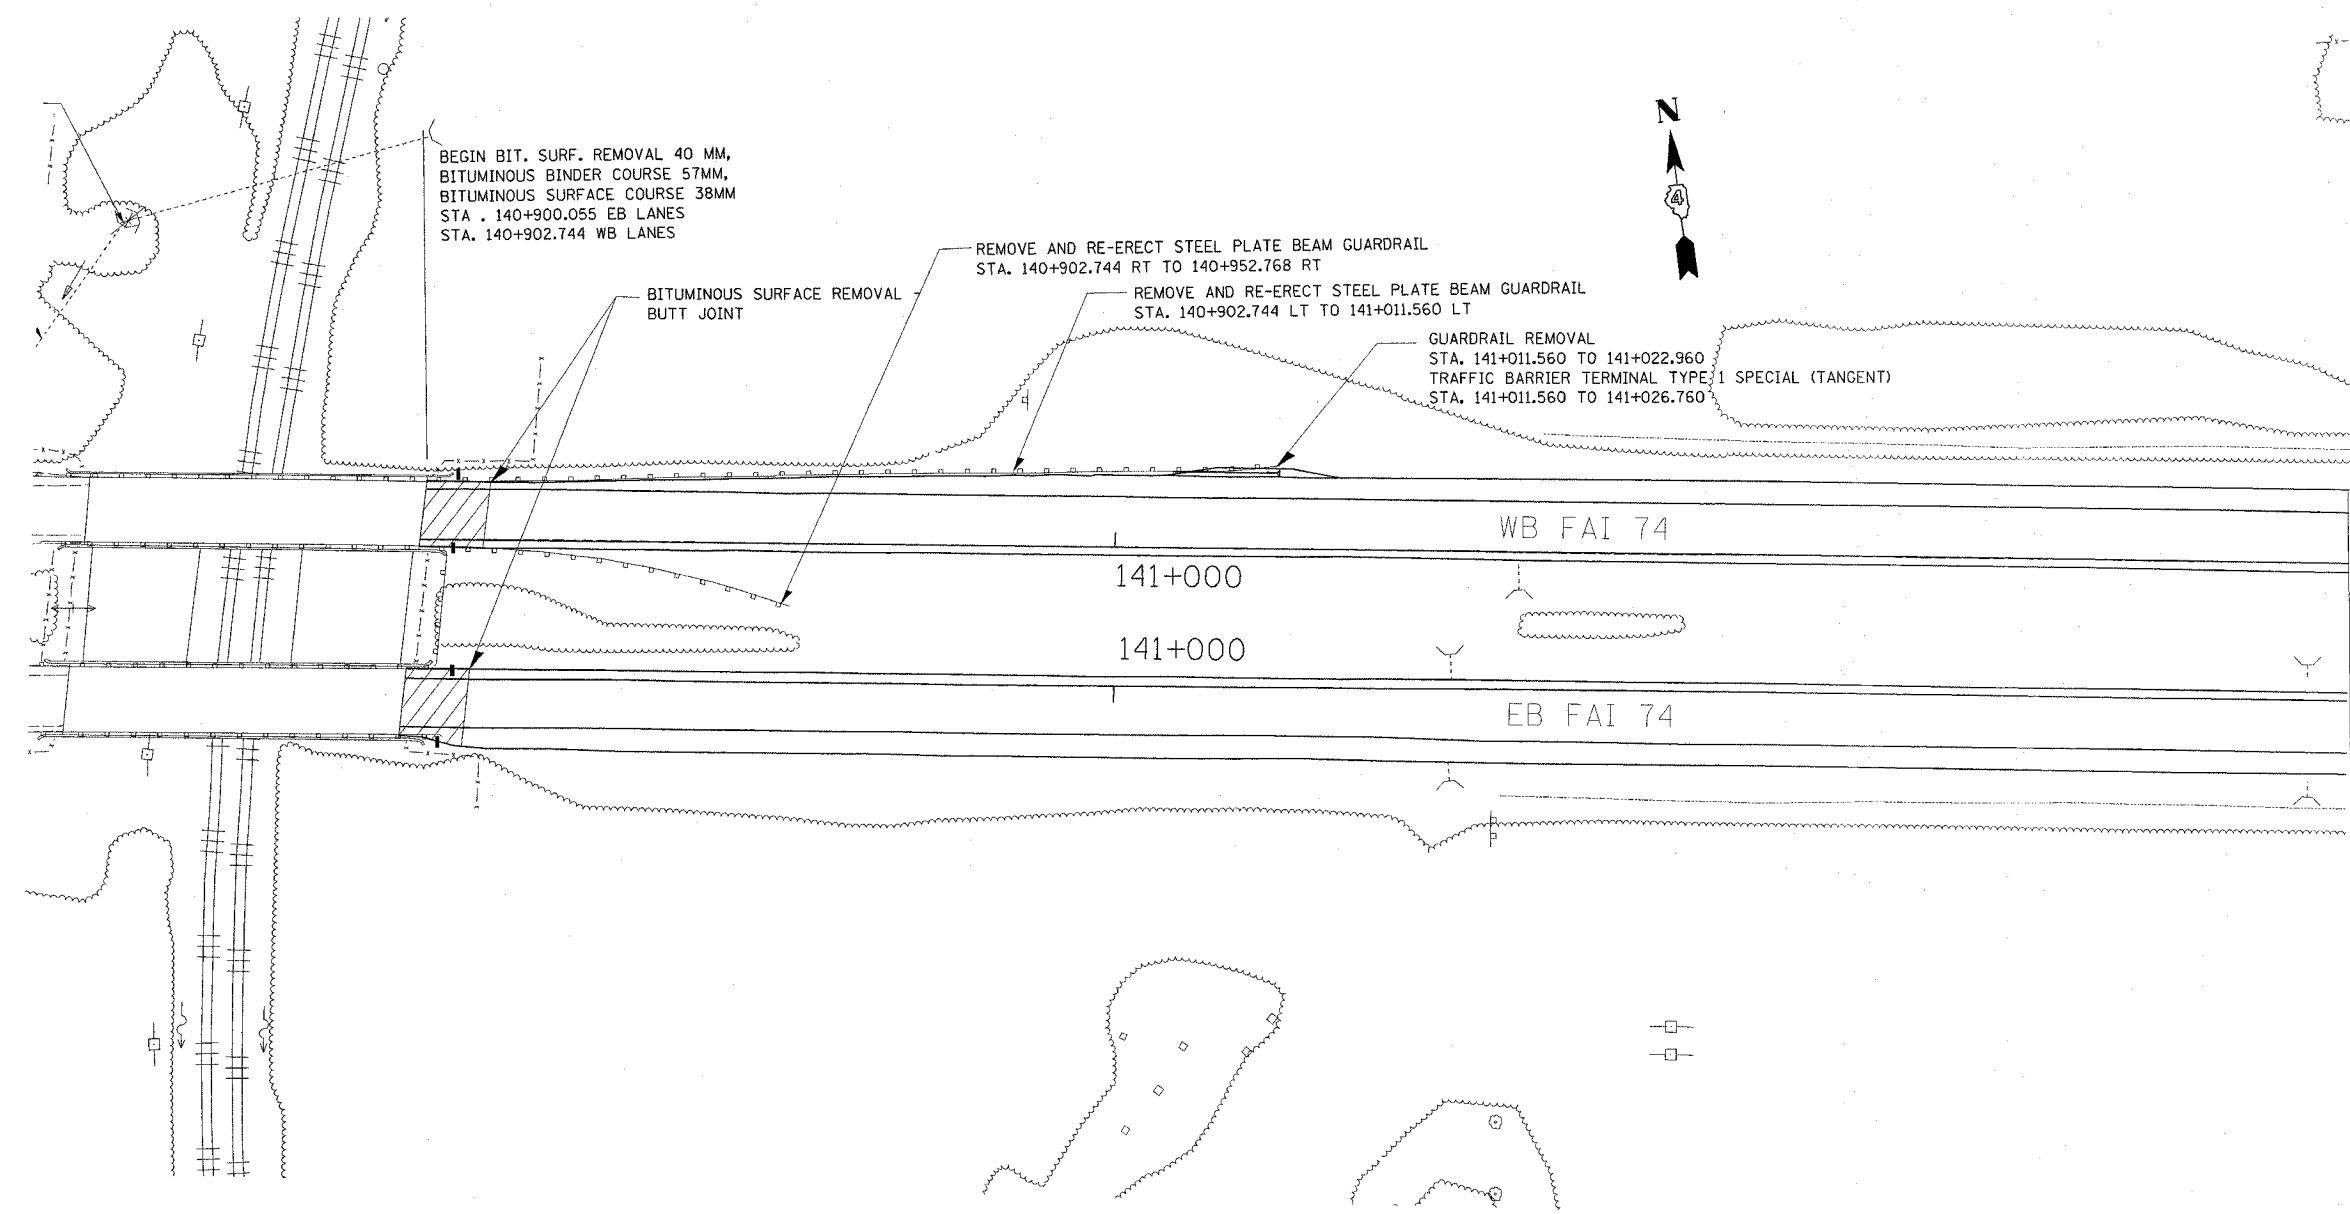 N
4
BEGIN BIT. SURF. REMOVAL 40 MM,
BITUMINOUS BINDER COURSE 57MM,
BITUMINOUS SURFACE COURSE 38MM
STA . 140+900.055 EB LANES
STA. 140+902.744 WB LANES
REMOVE AND RE-ERECT STEEL PLATE BEAM GUARDRAIL
STA. 140+902.744 RT TO 140+952.768 RT
BITUMINOUS SURFACE REMOVAL
BUTT JOINT
REMOVE AND RE-ERECT STEEL PLATE BEAM GUARDRAIL
STA. 140+902.744 LT TO 141+011.560 LT
GUARDRAIL REMOVAL
STA. 141+011.560 TO 141+022.960
TRAFFIC BARRIER TERMINAL TYPE 1 SPECIAL (TANGENT)
STA. 141+011.560 TO 141+026.760
WB FAI 74
141+000
141+000
EB FAI 74